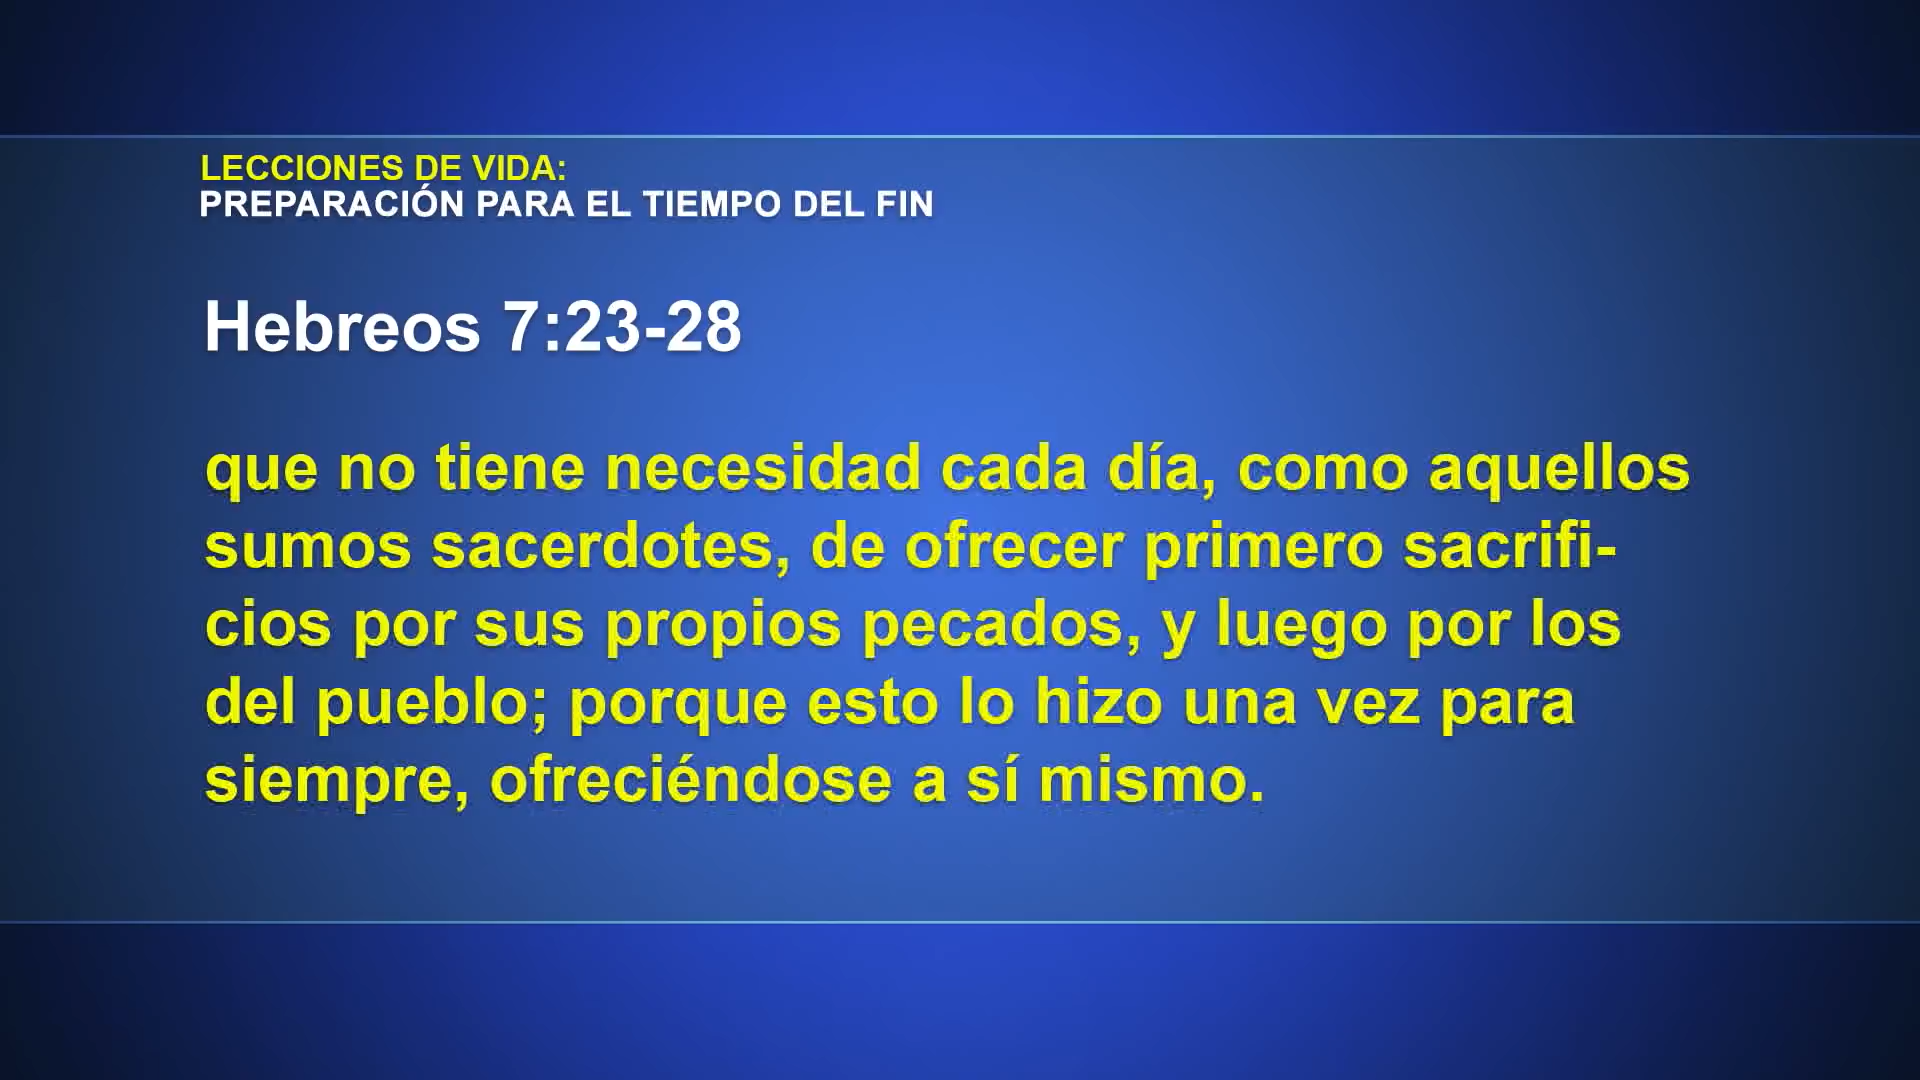 LECCIONES DE VIDA:
PREPARACIÓN PARA EL TIEMPO DEL FIN
Hebreos 7:23-28
que no tiene necesidad cada día, como aquellos
sumos sacerdotes, de ofrecer primero sacrifi-
cios por sus propios pecados, y luego por los
del pueblo; porque esto lo hizo una vez para
siempre, ofreciéndose a sí mismo.